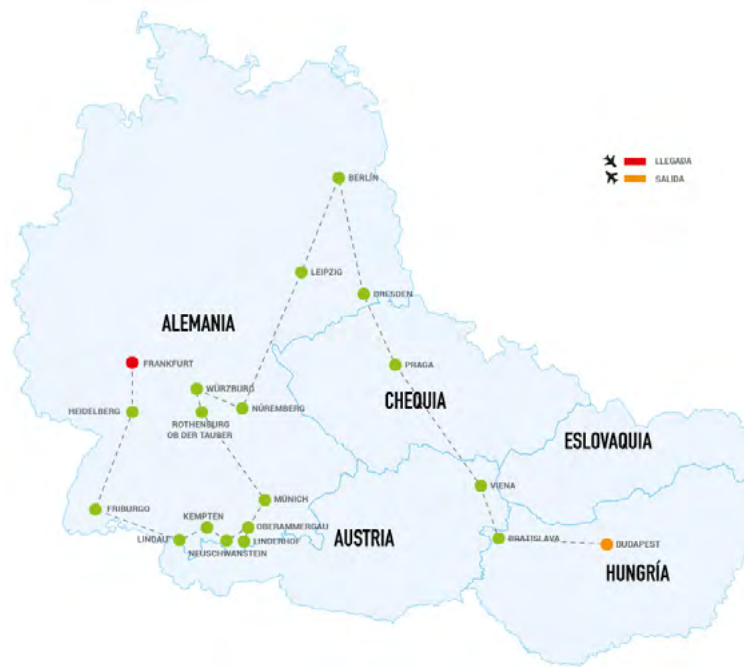 LLEGADA
SALIDA
BERLÍN
LEIPZIG
DRESDEN
ALEMANIA
FRANKFURT
PRAGA
WÜRZBURG
CHEQUIA
HEIDELBERG
NÚREMBERG
ROTHENBURG
OB DER TAUBER
ESLOVAQUIA
VIENA
MÚNICH
FRIBURGO
KEMPTEN
OBERAMMERGAU
AUSTRIA
LINDAU
LINDERHOF
BRATISLAVA
BUDAPEST
NEUSCHWANSTEIN
HUNGRÍA